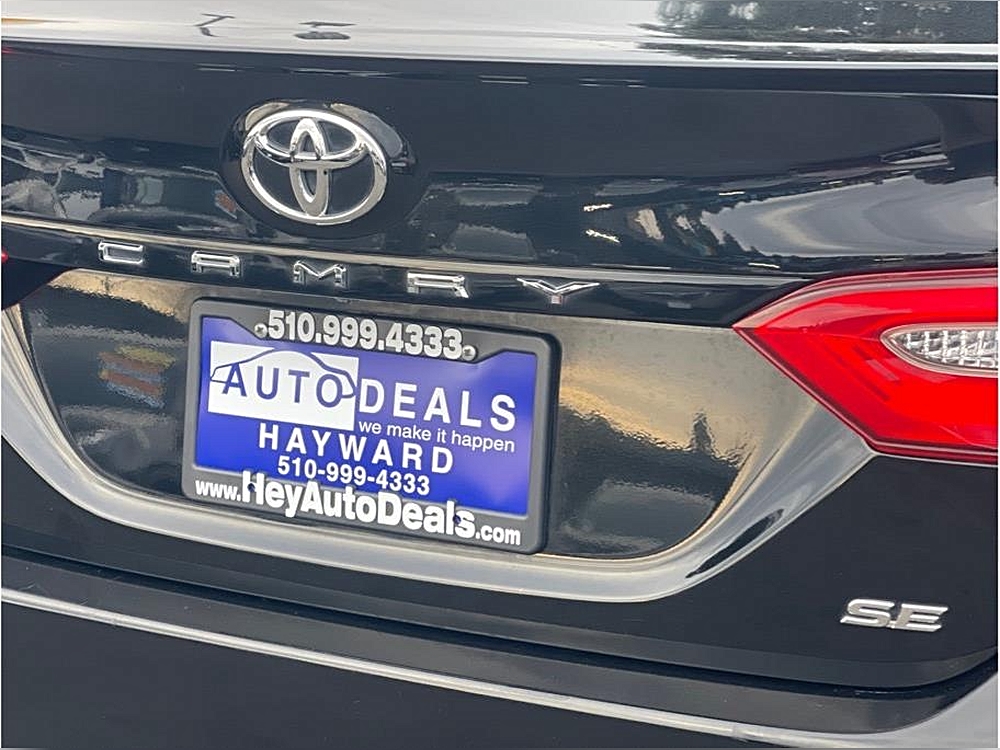 CAMRY
510.999.4333
AUTO DEALS
we make it happen
HAYWARD
510-999-4333
www.HeyAutoDeals.com
SE